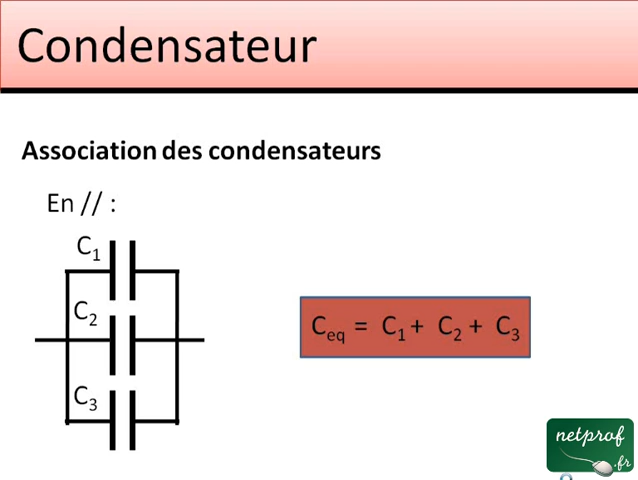 Condensateur
Association des condensateurs
En // :
C1
C2
C3
Ceq = C1 + C2 + C3
netprof
.fr